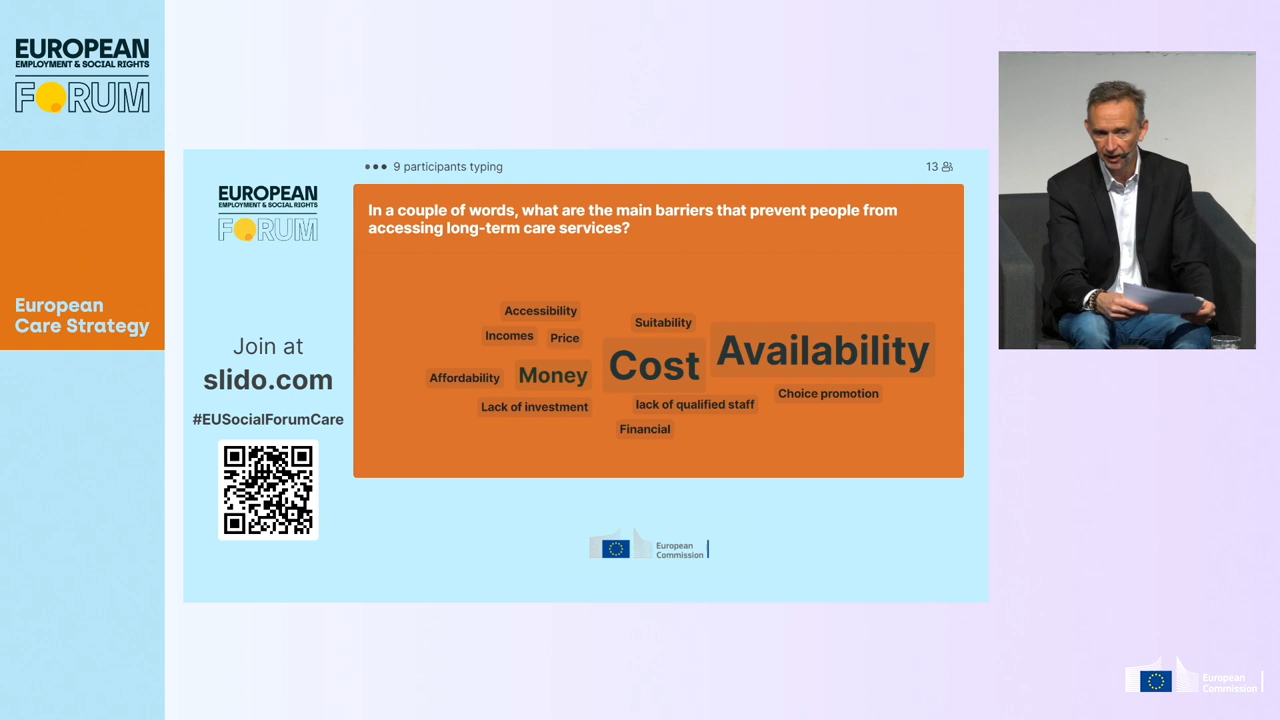 EUROPEAN
EMPLOYMENT & SOCIAL RIGHTS
FORUM
European
Care Strategy
EUROPEAN
EMPLOYMENT & SOCIAL RIGHTS
FORUM
Join at
slido.com
#EUSocialForumCare
9 participants typing
13
In a couple of words, what are the main barriers that prevent people from
accessing long-term care services?
Accessibility
Suitability
Incomes
Price
Cost
Availability
Affordability
Money
Choice promotion
Lack of investment
lack of qualified staff
Financial
European
Commission
European
Commission